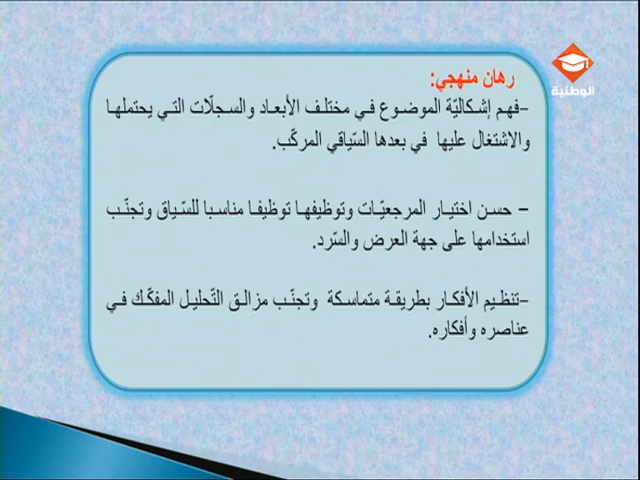 رهان منهجي:
الوطنية
-فهم إشكاليّة الموضوع في مختلف الأبعاد والسجلّات التي يحتملها
والاشتغال عليها في بعدها السّياقي المركّب.
- حسن اختيار المرجعيّات وتوظيفها توظيفا مناسبا للسّياق وتجنّب
استخدامها على جهة العرض والسّرد.
-تنظيم الأفكار بطريقة متماسكة وتجنّب مزالق التّحليل المفكّك في
عناصره وأفكاره.